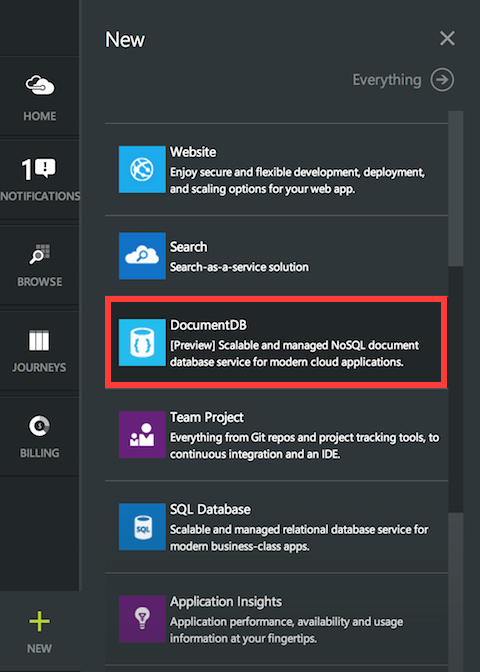 New
Everything
HOME
1
NOTIFICATIONS
BROWSE
JOURNEYS
BILLING
NEW
Website
Enjoy secure and flexible development, deployment,
and scaling options for your web app.
Search
Search-as-a-service solution
DocumentDB
[Preview] Scalable and managed NoSQL document
database service for modern cloud applications.
Team Project
Everything from Git repos and project tracking tools, to
continuous integration and an IDE.
SQL
SQL Database
Scalable and managed relational database service for
modern business-class apps.
Application Insights
Application performance, availability and usage
information at your fingertips.